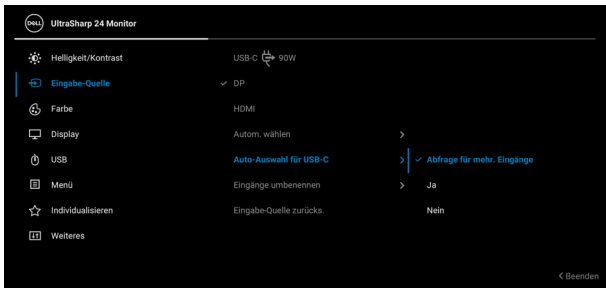 DELL UltraSharp 24 Monitor
Helligkeit/Kontrast
USB-C 90W
Eingabe-Quelle
DP
Farbe
HDMI
Display
Autom. wählen
USB
Auto-Auswahl für USB-C
Abfrage für mehr. Eingänge
Menü
Eingänge umbenennen
Ja
Individualisieren
Eingabe-Quelle zurücks.
Nein
Weiteres
Beenden